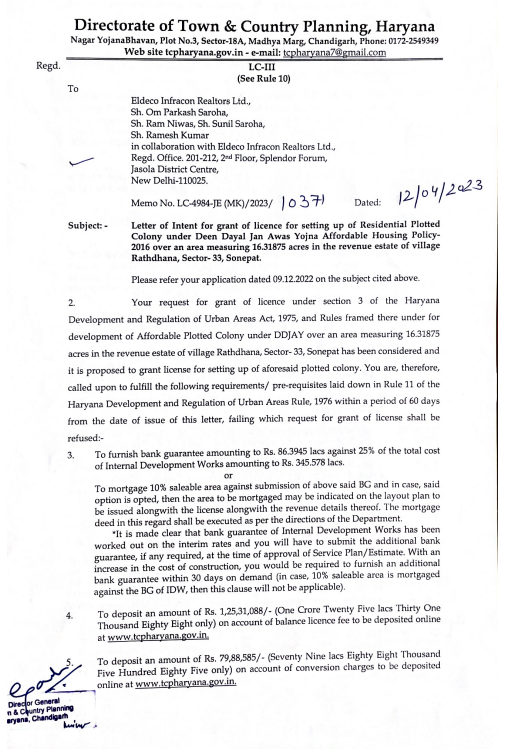 Directorate of Town & Country Planning, Haryana
Nagar YojanaBhavan, Plot No.3, Sector-18A, Madhya Marg, Chandigarh, Phone: 0172-2549349
Web site tcpharyana.gov.in - e-mail: tcpharyana7@gmail.com
Regd.
LC-III
(See Rule 10)
To
Eldeco Infracon Realtors Ltd.,
Sh. Om Parkash Saroha,
Sh. Ram Niwas, Sh. Sunil Saroha,
Sh. Ramesh Kumar
in collaboration with Eldeco Infracon Realtors Ltd.,
Regd. Office. 201-212, 2nd Floor, Splendor Forum,
Jasola District Centre,
New Delhi-110025.
Memo No. LC-4984-JE (MK)/2023/ 10371 Dated: 12/04/2023
Subject: - Letter of Intent for grant of licence for setting up of Residential Plotted
Colony under Deen Dayal Jan Awas Yojna Affordable Housing Policy-
2016 over an area measuring 16.31875 acres in the revenue estate of village
Rathdhana, Sector- 33, Sonepat.
Please refer your application dated 09.12.2022 on the subject cited above.
2. Your request for grant of licence under section 3 of the Haryana
Development and Regulation of Urban Areas Act, 1975, and Rules framed there under for
development of Affordable Plotted Colony under DDJAY over an area measuring 16.31875
acres in the revenue estate of village Rathdhana, Sector- 33, Sonepat has been considered and
it is proposed to grant license for setting up of aforesaid plotted colony. You are, therefore,
called upon to fulfill the following requirements/ pre-requisites laid down in Rule 11 of the
Haryana Development and Regulation of Urban Areas Rule, 1976 within a period of 60 days
from the date of issue of this letter, failing which request for grant of license shall be
refused:-
3. To furnish bank guarantee amounting to Rs. 86.3945 lacs against 25% of the total cost
of Internal Development Works amounting to Rs. 345.578 lacs.
or
To mortgage 10% saleable area against submission of above said BG and in case, said
option is opted, then the area to be mortgaged may be indicated on the layout plan to
be issued alongwith the license alongwith the revenue details thereof. The mortgage
deed in this regard shall be executed as per the directions of the Department.
*It is made clear that bank guarantee of Internal Development Works has been
worked out on the interim rates and you will have to submit the additional bank
guarantee, if any required, at the time of approval of Service Plan/Estimate. With an
increase in the cost of construction, you would be required to furnish an additional
bank guarantee within 30 days on demand (in case, 10% saleable area is mortgaged
against the BG of IDW, then this clause will not be applicable).
4. To deposit an amount of Rs. 1,25,31,088/- (One Crore Twenty Five lacs Thirty One
Thousand Eighty Eight only) on account of balance licence fee to be deposited online
at www.tcpharyana.gov.in.
5. To deposit an amount of Rs. 79,88,585/- (Seventy Nine lacs Eighty Eight Thousand
Five Hundred Eighty Five only) on account of conversion charges to be deposited
online at www.tcpharyana.gov.in.
Director General
n & Country Planning
aryana, Chandigarh